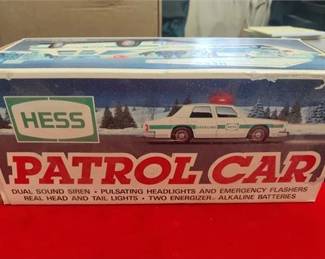 HESS
PATROL CAR
DUAL SOUND SIREN • PULSATING HEADLIGHTS AND EMERGENCY FLASHERS
REAL HEAD AND TAIL LIGHTS • TWO ENERGIZER ALKALINE BATTERIES